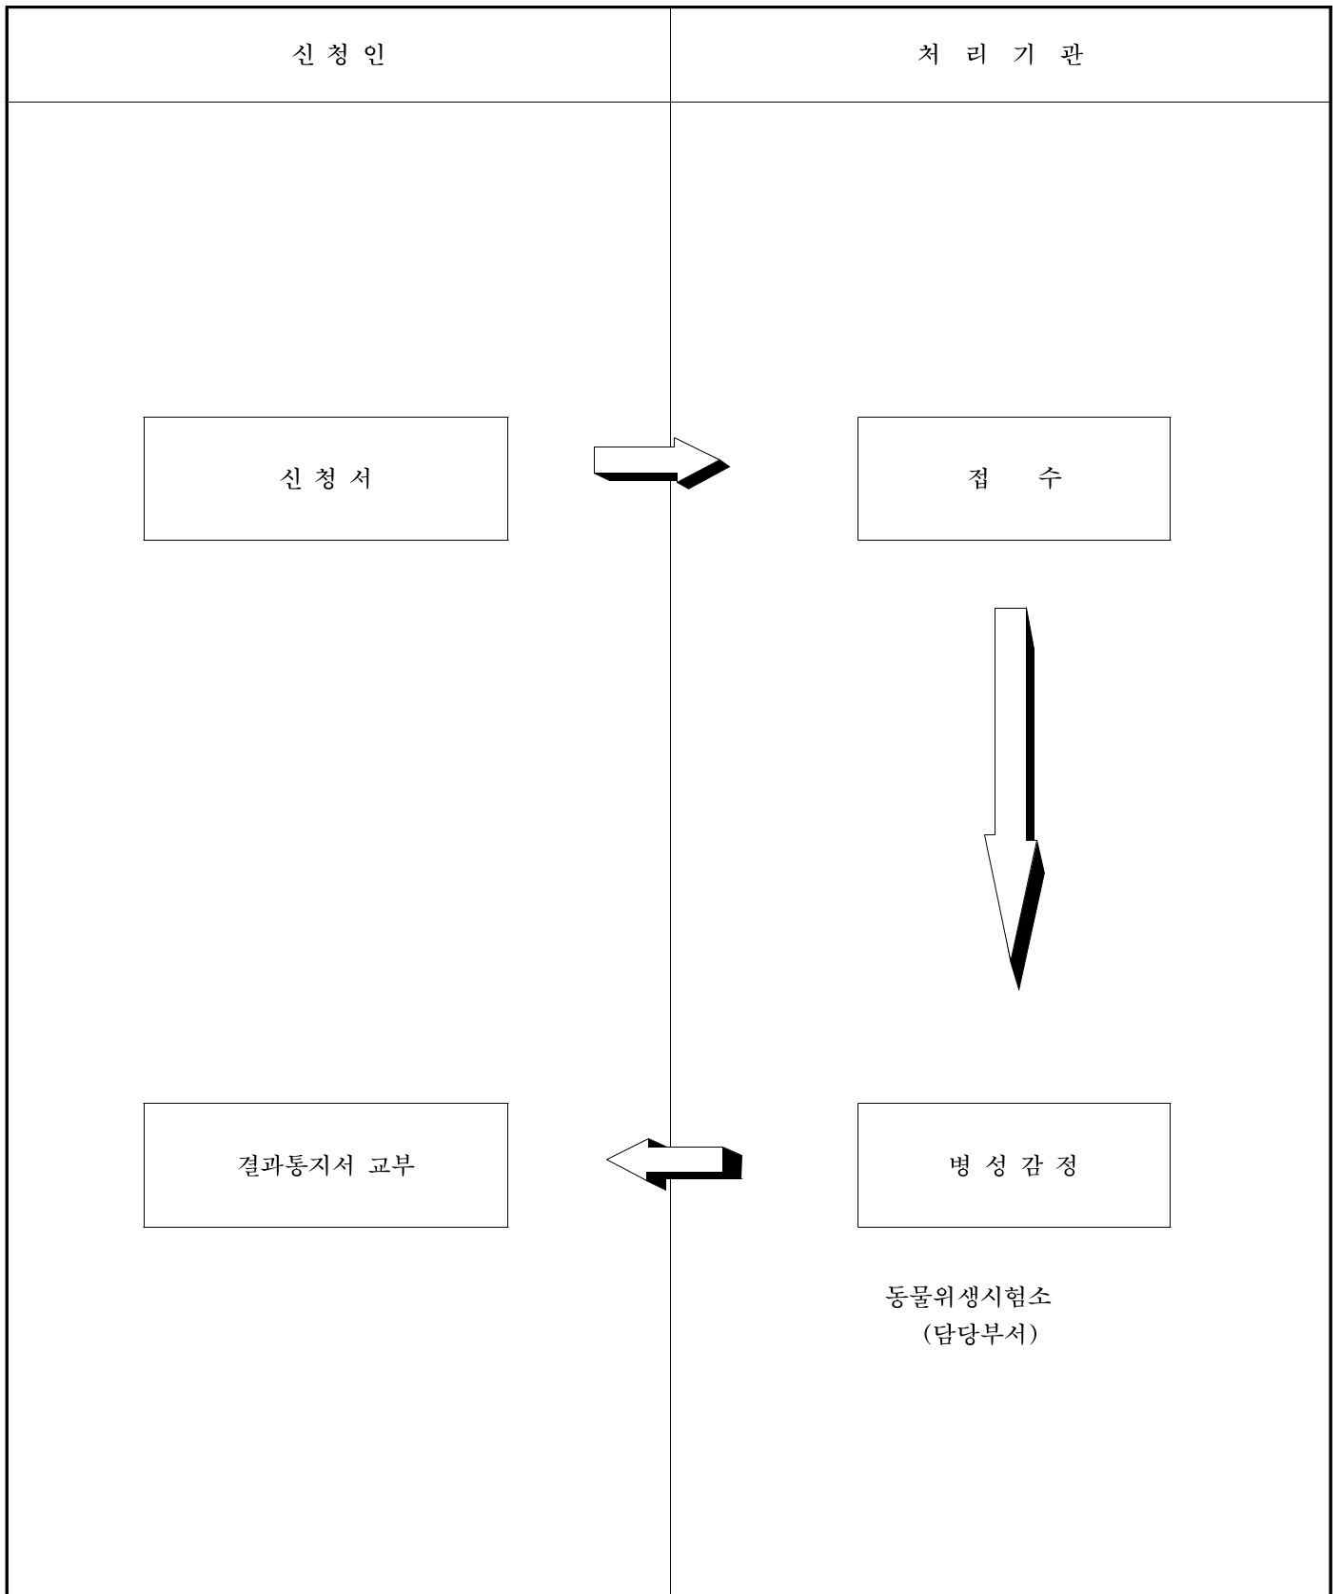 신 청 인
처 리 기 관
신 청 서
접 수
결과통지서 교부
병 성 감 정
동물위생시험소
(담당부서)